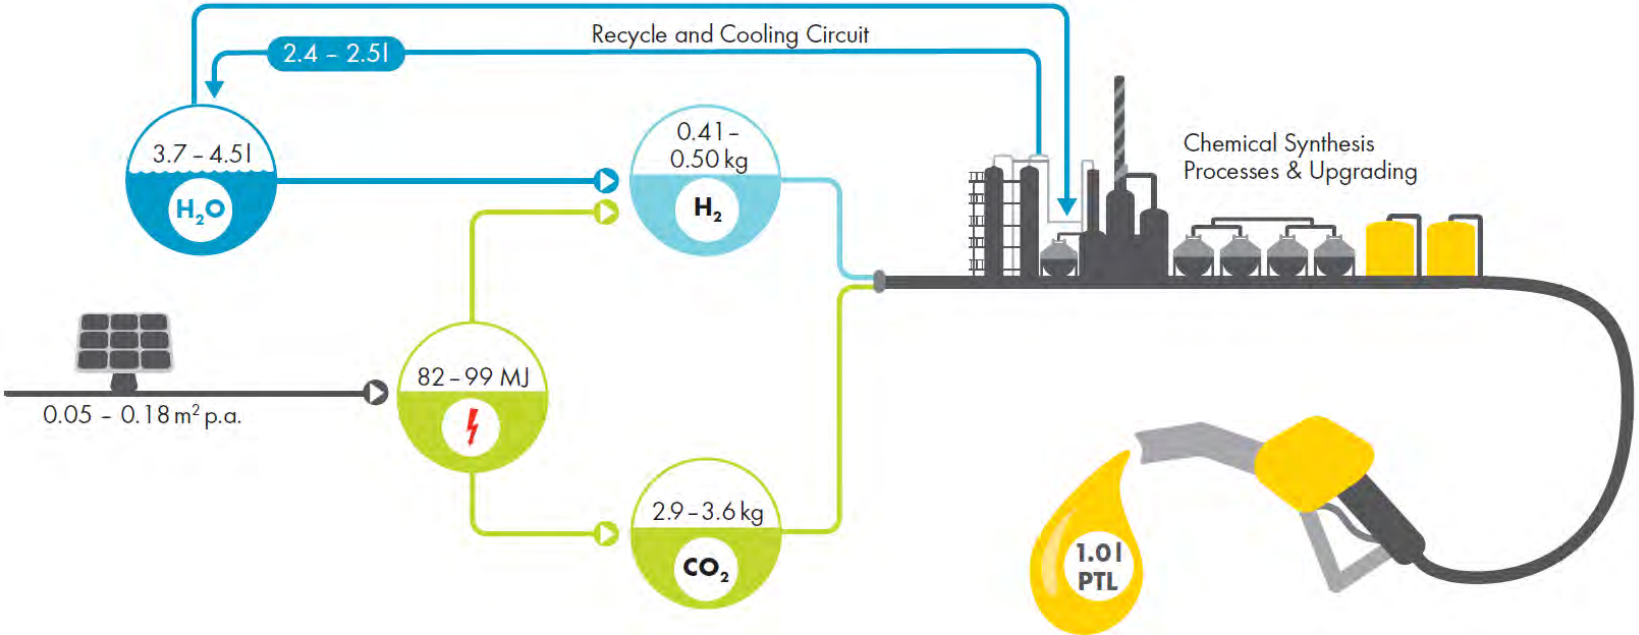 Recycle and Cooling Circuit
2.4 – 2.5 l
3.7 – 4.5 l
H₂O
0.41 –
0.50 kg
H₂
Chemical Synthesis
Processes & Upgrading
82 – 99 MJ
0.05 – 0.18 m² p.a.
2.9 – 3.6 kg
CO₂
1.0 l
PTL